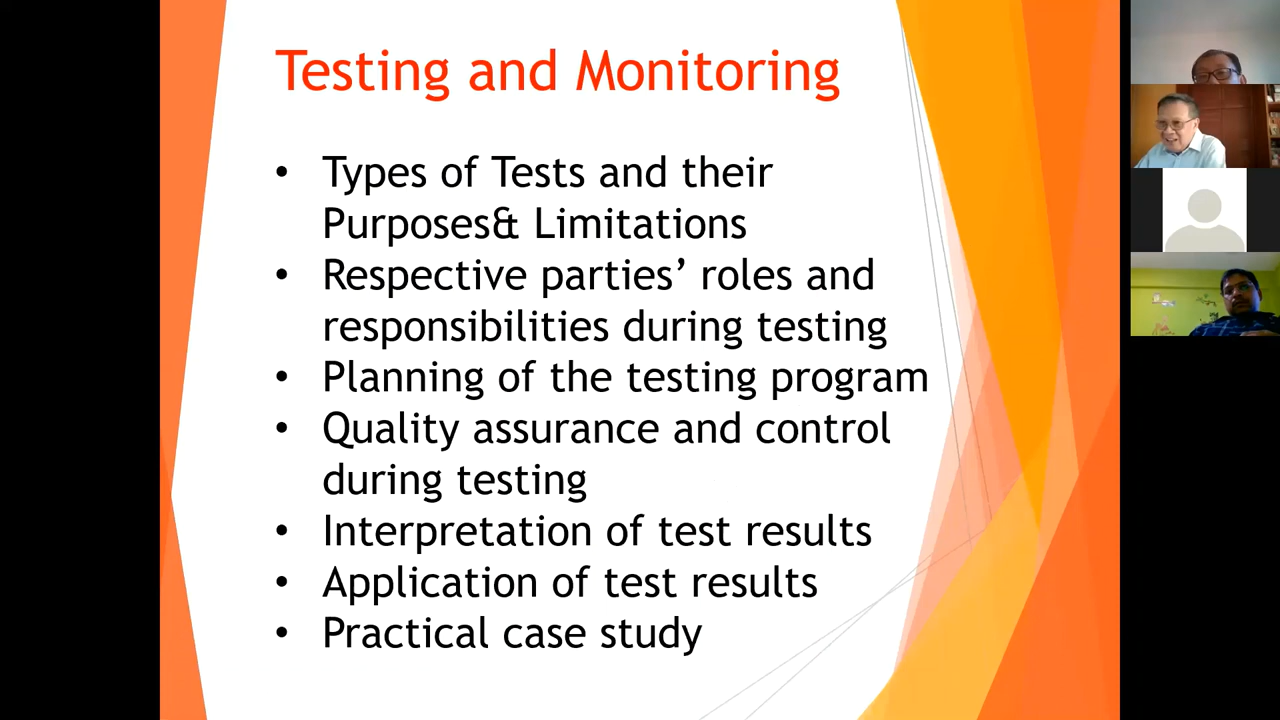 Testing and Monitoring
• Types of Tests and their
Purposes& Limitations
• Respective parties’ roles and
responsibilities during testing
• Planning of the testing program
• Quality assurance and control
during testing
• Interpretation of test results
• Application of test results
• Practical case study